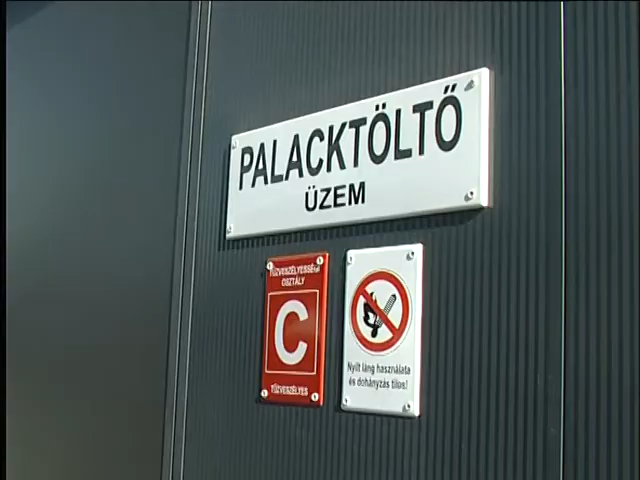 PALACKTÖLTŐ
ÜZEM
TŰZVESZÉLYESSÉGI
OSZTÁLY
C
TŰZVESZÉLYES
Nyílt láng használata
és dohányzás tilos!